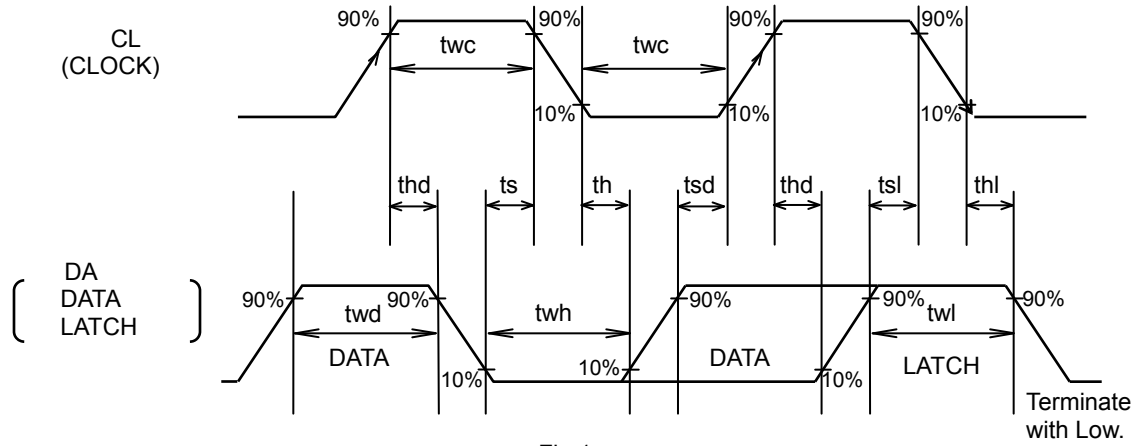 90% 90% 90% 90%
CL
(CLOCK)
twc twc
10% 10% 10%
thd ts th tsd thd tsl thl
DA
DATA
LATCH
90% 90% 90% 90% 90%
twd twh twl
DATA DATA LATCH
10% 10% 10%
Terminate
with Low.